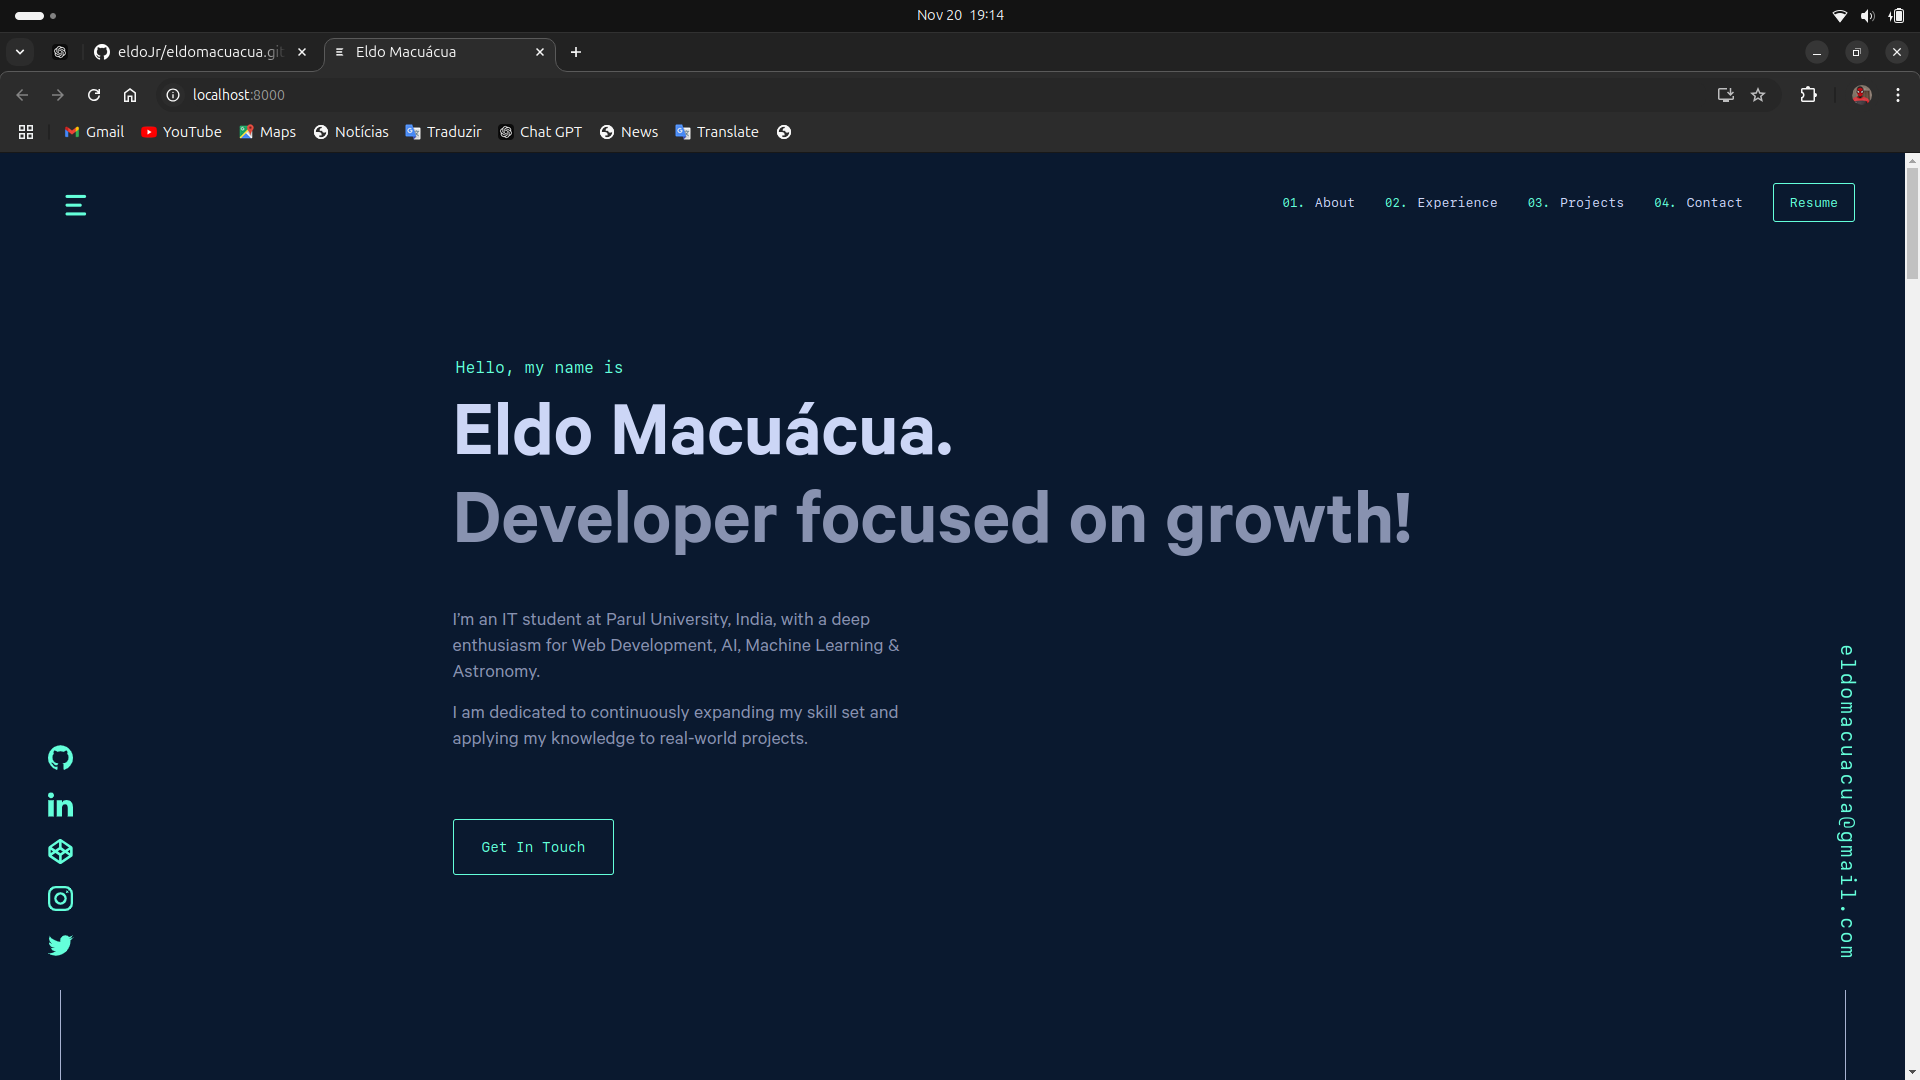 Nov 20 19:14
eldoJr/eldomacuacua.git
Eldo Macuácua
localhost:8000
Gmail
YouTube
Maps
Notícias
Traduzir
Chat GPT
News
Translate
01. About
02. Experience
03. Projects
04. Contact
Resume
Hello, my name is
Eldo Macuácua.
Developer focused on growth!
I'm an IT student at Parul University, India, with a deep
enthusiasm for Web Development, AI, Machine Learning &
Astronomy.
I am dedicated to continuously expanding my skill set and
applying my knowledge to real-world projects.
Get In Touch
eldomacuacua@gmail.com